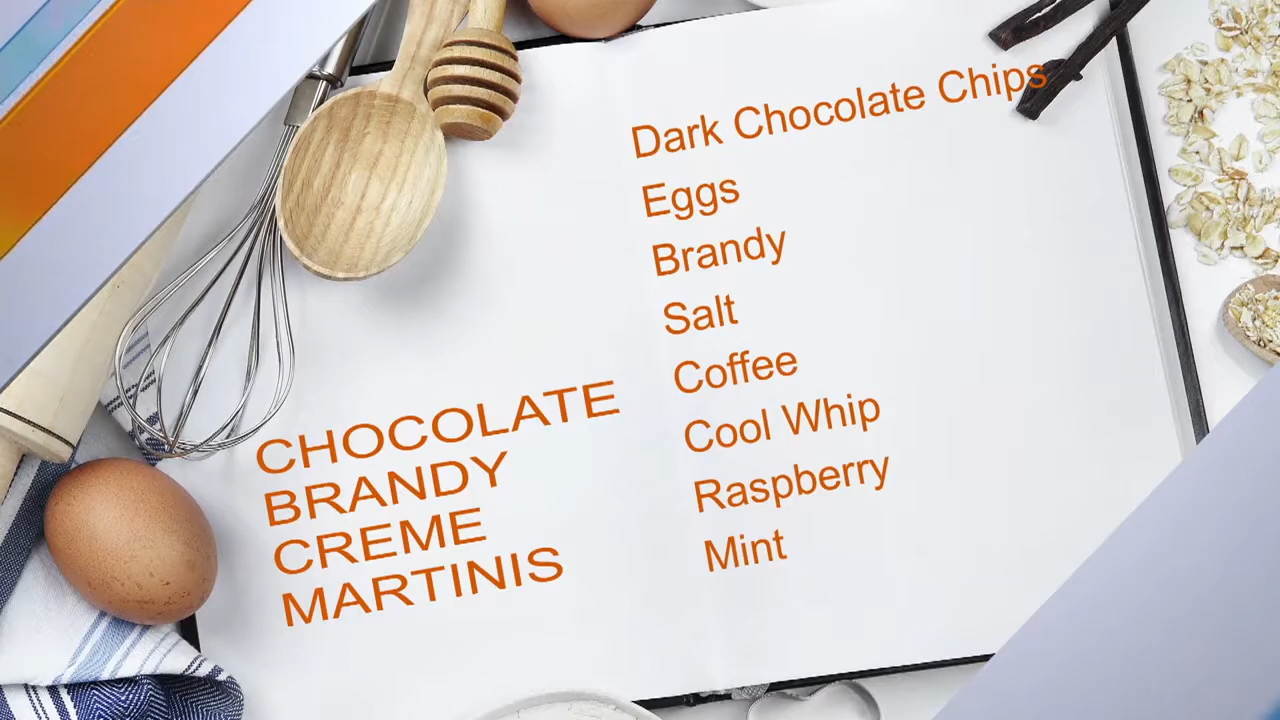 CHOCOLATE
BRANDY
CREME
MARTINIS
Dark Chocolate Chips
Eggs
Brandy
Salt
Coffee
Cool Whip
Raspberry
Mint